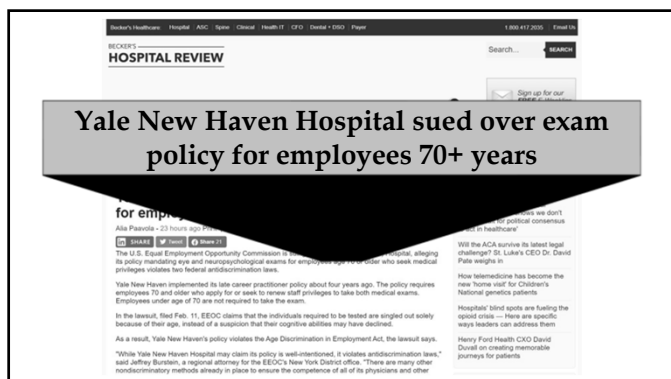 Becker's Healthcare: Hospital ASC Spine Clinical Health IT CFO Dental + DSO Payer 1.800.417.2035 Email Us
BECKER'S
HOSPITAL REVIEW
Search... SEARCH
Sign up for our
FREE E-Weeklies
Yale New Haven Hospital sued over exam
policy for employees 70+ years
for
Alia Paavola - 23 hours ago
SHARE Tweet Share 21
The U.S. Equal Employment Opportunity Commission is Hospital, alleging
its policy mandating eye and neuropsychological exams for employees age 70 or older who seek medical
privileges violates two federal antidiscrimination laws.
Yale New Haven implemented its late career practitioner policy about four years ago. The policy requires
employees 70 and older who apply for or seek to renew staff privileges to take both medical exams.
Employees under age of 70 are not required to take the exam.
In the lawsuit, filed Feb. 11, EEOC claims that the individuals required to be tested are singled out solely
because of their age, instead of a suspicion that their cognitive abilities may have declined.
As a result, Yale New Haven's policy violates the Age Discrimination in Employment Act, the lawsuit says.
"While Yale New Haven Hospital may claim its policy is well-intentioned, it violates antidiscrimination laws,"
said Jeffrey Burstein, a regional attorney for the EEOC's New York District office. "There are many other
nondiscriminatory methods already in place to ensure the competence of all of its physicians and other
we don't
for political consensus
in healthcare'
Will the ACA survive its latest legal
challenge? St. Luke's CEO Dr. David
Pate weighs in
How telemedicine has become the
new 'home visit' for Children's
National genetics patients
Hospitals' blind spots are fueling the
opioid crisis — Here are specific
ways leaders can address them
Henry Ford Health CXO David
Duvall on creating memorable
journeys for patients